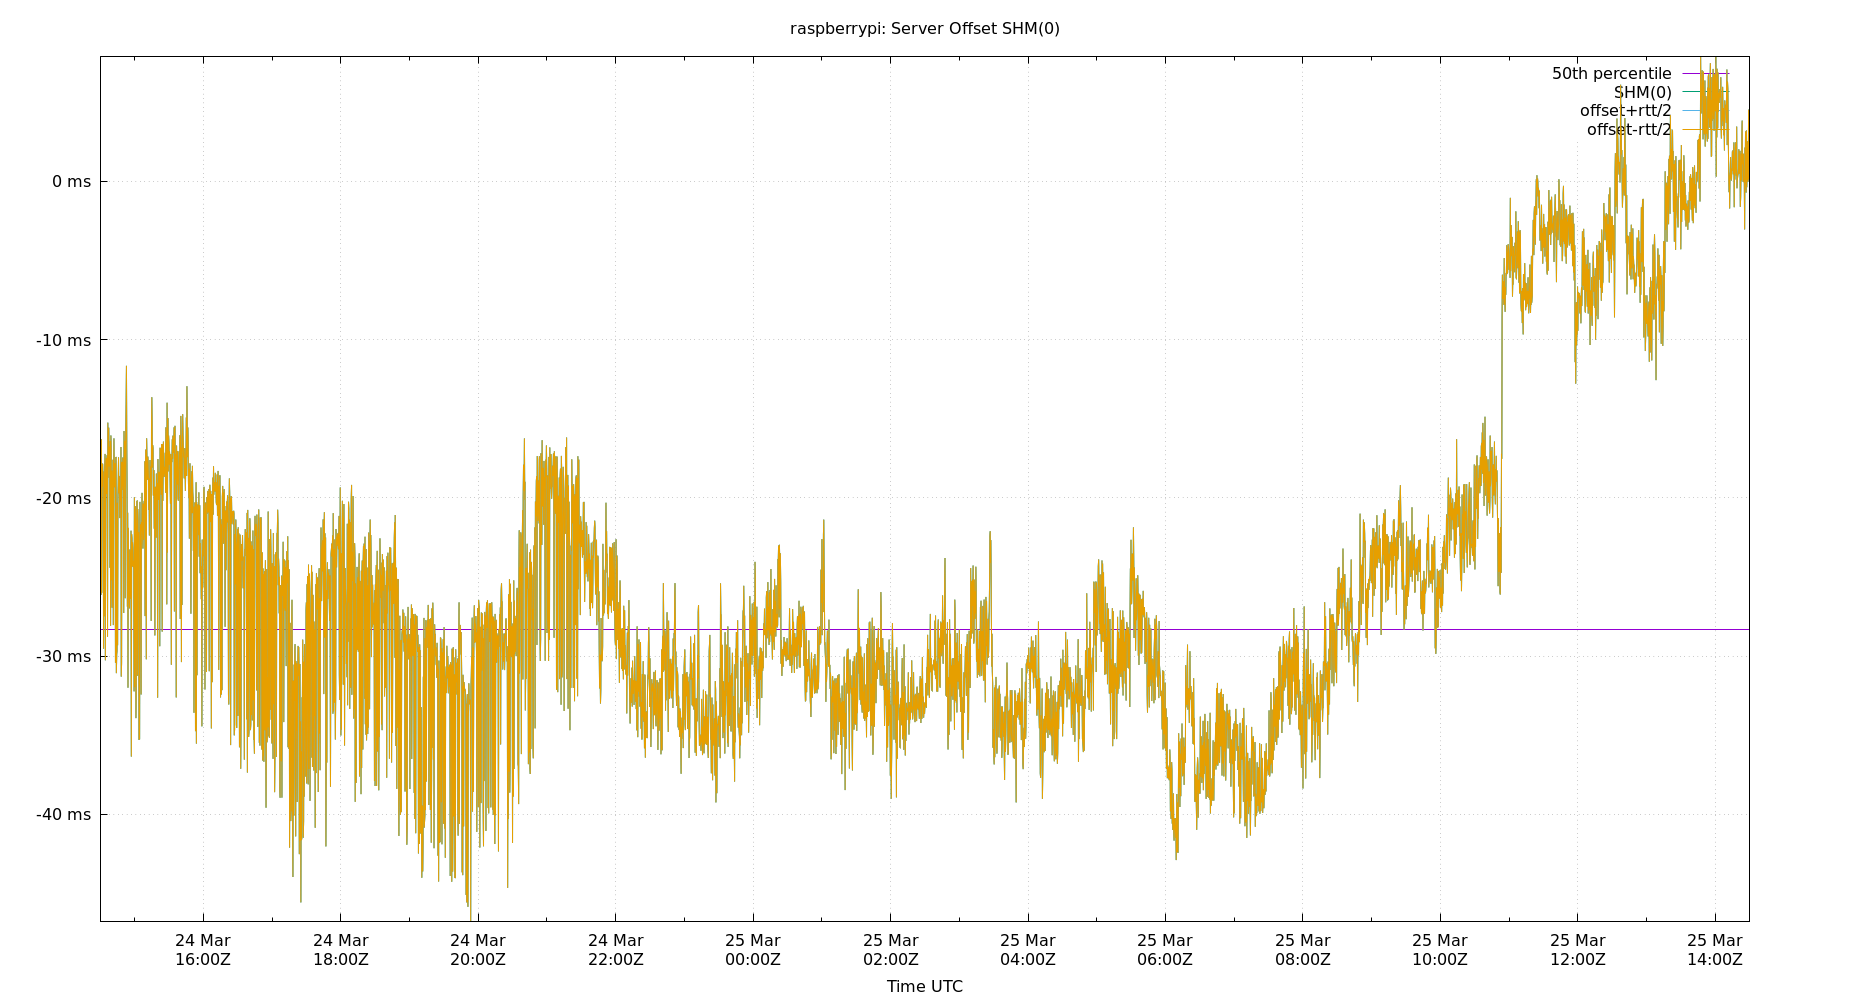 raspberrypi: Server Offset SHM(0)
50th percentile
SHM(0)
offset+rtt/2
offset-rtt/2
0 ms
-10 ms
-20 ms
-30 ms
-40 ms
24 Mar 24 Mar 24 Mar 24 Mar 25 Mar 25 Mar 25 Mar 25 Mar 25 Mar 25 Mar 25 Mar 25 Mar
16:00Z 18:00Z 20:00Z 22:00Z 00:00Z 02:00Z 04:00Z 06:00Z 08:00Z 10:00Z 12:00Z 14:00Z
Time UTC